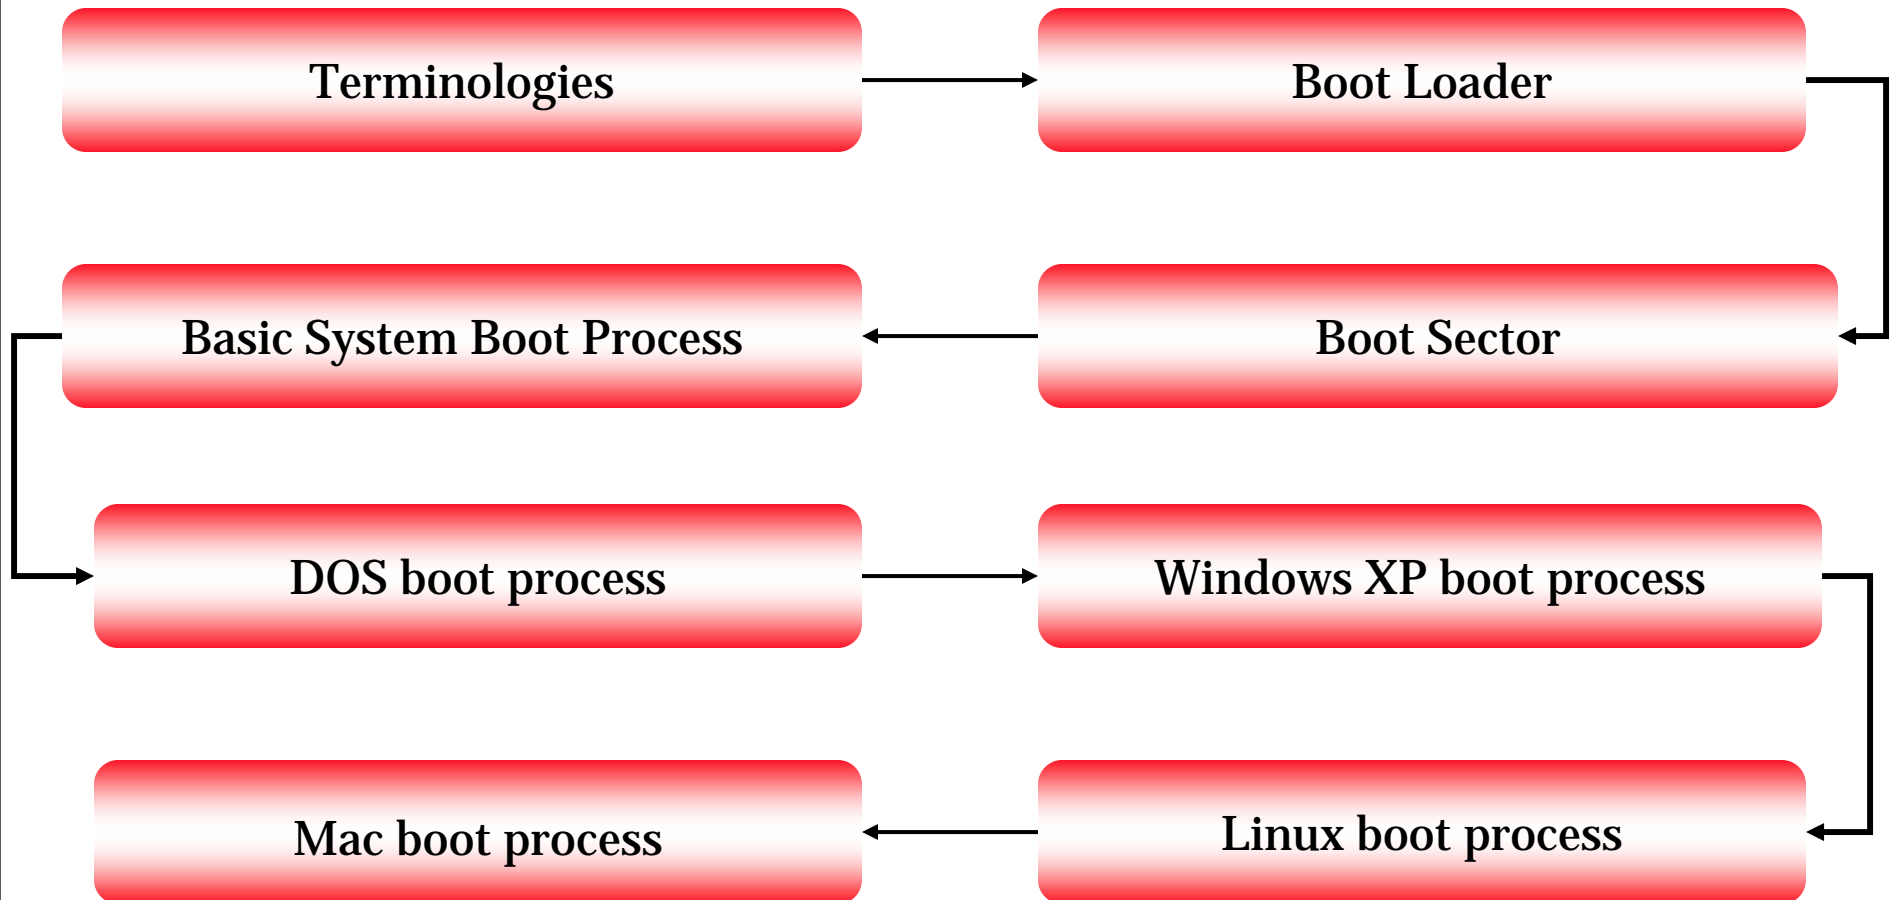 Terminologies
Boot Loader
Boot Sector
Basic System Boot Process
DOS boot process
Windows XP boot process
Linux boot process
Mac boot process